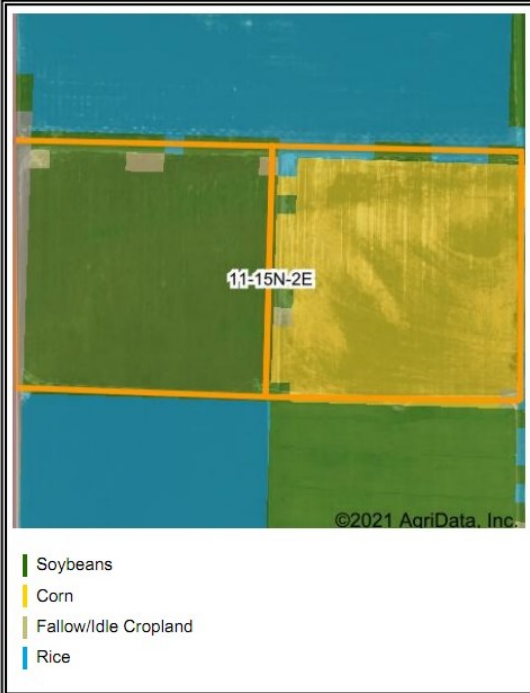 11-15N-2E
©2021 AgriData, Inc.
Soybeans
Corn
Fallow/Idle Cropland
Rice